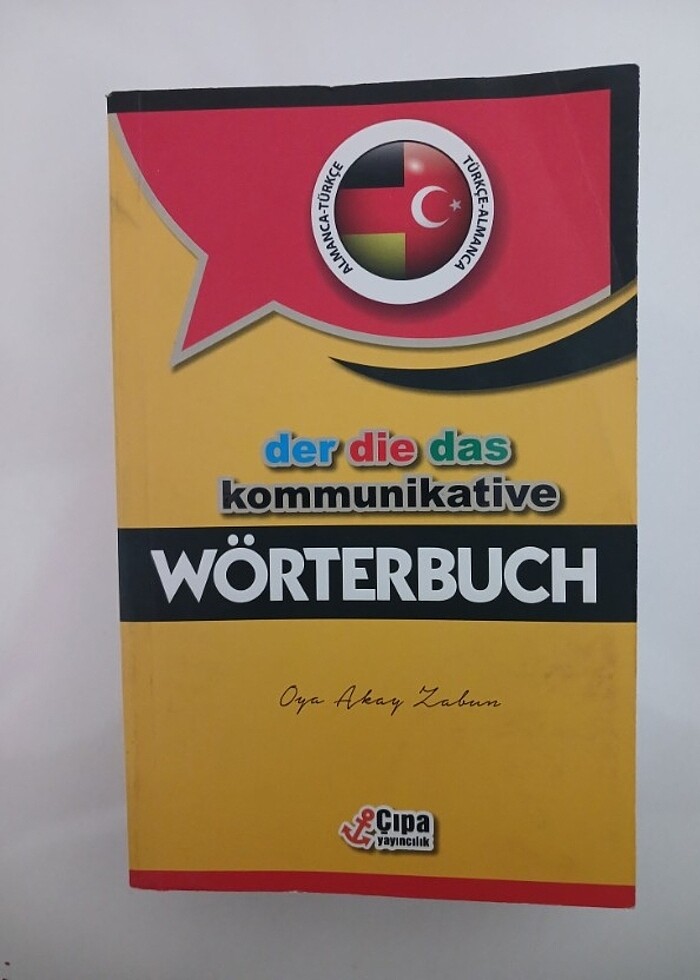 ALMANCA-TÜRKÇE
TÜRKÇE-ALMANCA
der die das
kommunikative
WÖRTERBUCH
Oya Akay Zabun
Çıpa
yayıncılık